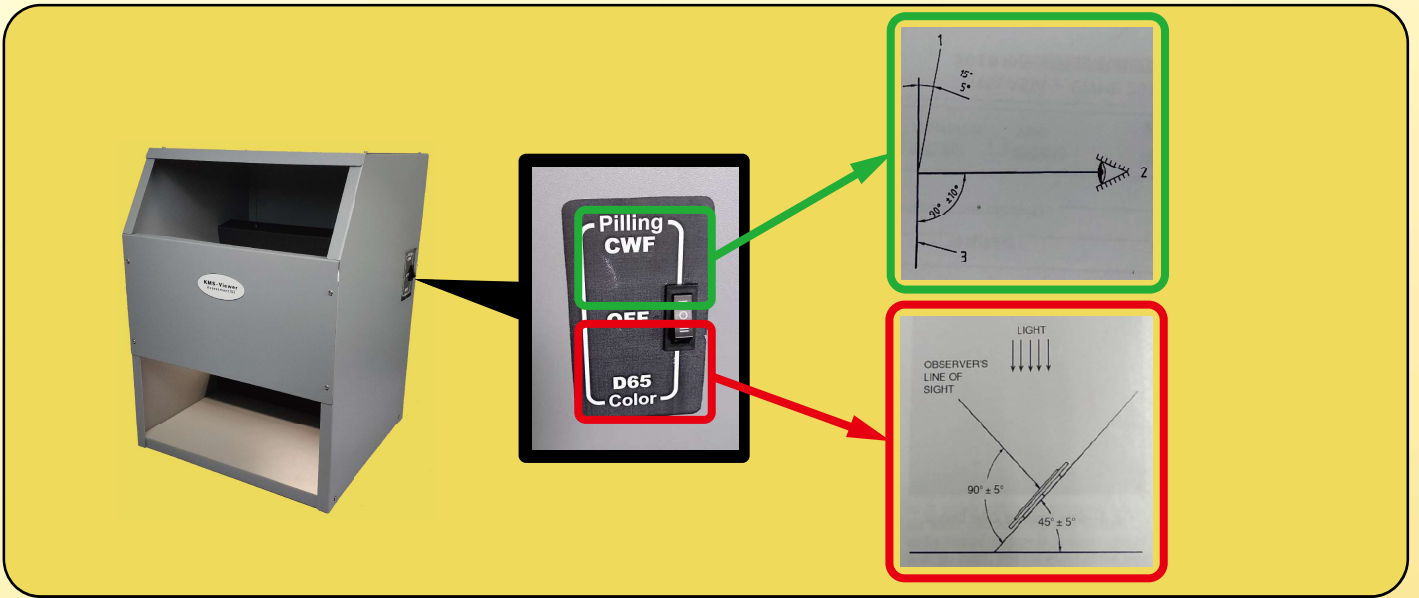 KMS-Viewer
Pilling
CWF
OFF
D65
Color
1
15-
5°
2
90° ±10°
3
LIGHT
OBSERVER'S
LINE OF
SIGHT
90° ± 5°
45° ± 5°